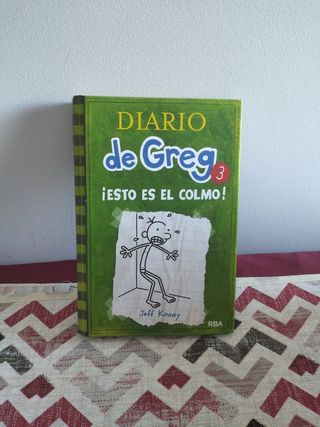 DIARIO
de Greg 3
¡ESTO ES EL COLMO!
Jeff Kinney
RBA